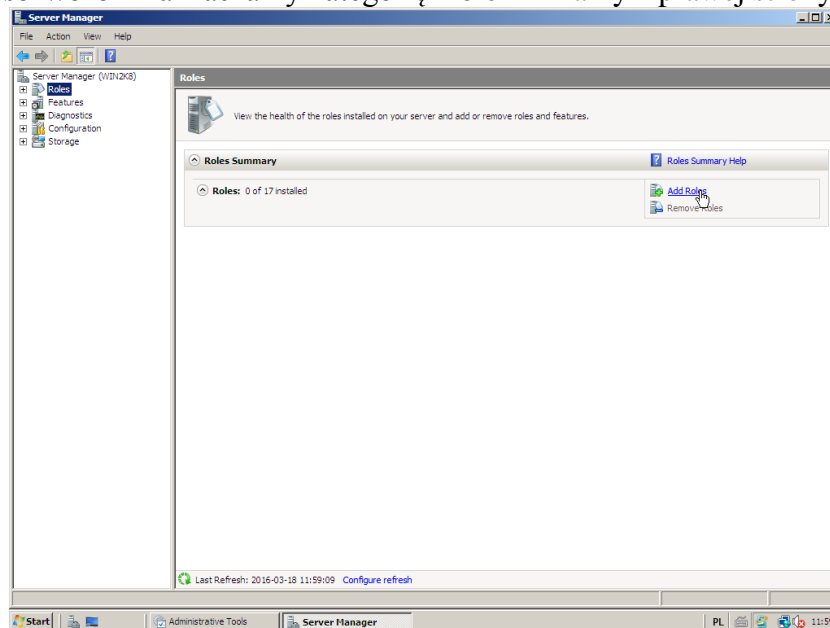 Server Manager
File Action View Help
Server Manager (WIN2K8)
Roles
Features
Diagnostics
Configuration
Storage
Roles
View the health of the roles installed on your server and add or remove roles and features.
Roles Summary
Roles Summary Help
Roles: 0 of 17 installed
Add Roles
Remove Roles
Last Refresh: 2016-03-18 11:59:09 Configure refresh
Start
Administrative Tools
Server Manager
PL